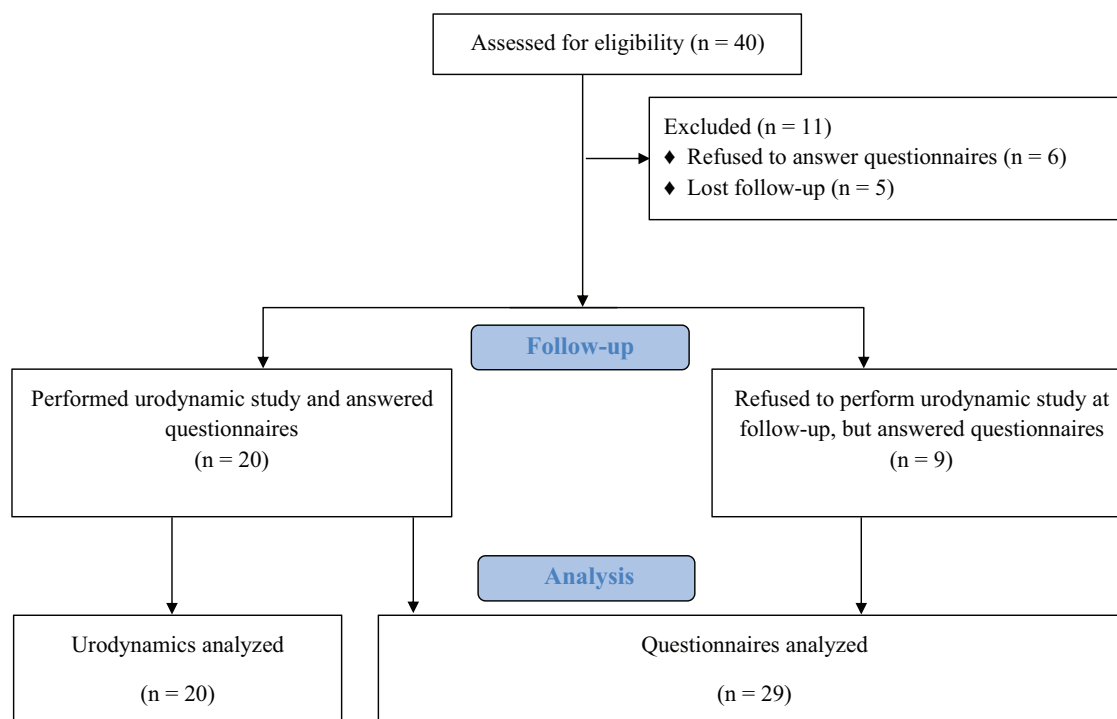 Assessed for eligibility (n = 40)
Excluded (n = 11)
♦ Refused to answer questionnaires (n = 6)
♦ Lost follow-up (n = 5)
Follow-up
Performed urodynamic study and answered
questionnaires
(n = 20)
Refused to perform urodynamic study at
follow-up, but answered questionnaires
(n = 9)
Analysis
Urodynamics analyzed
(n = 20)
Questionnaires analyzed
(n = 29)